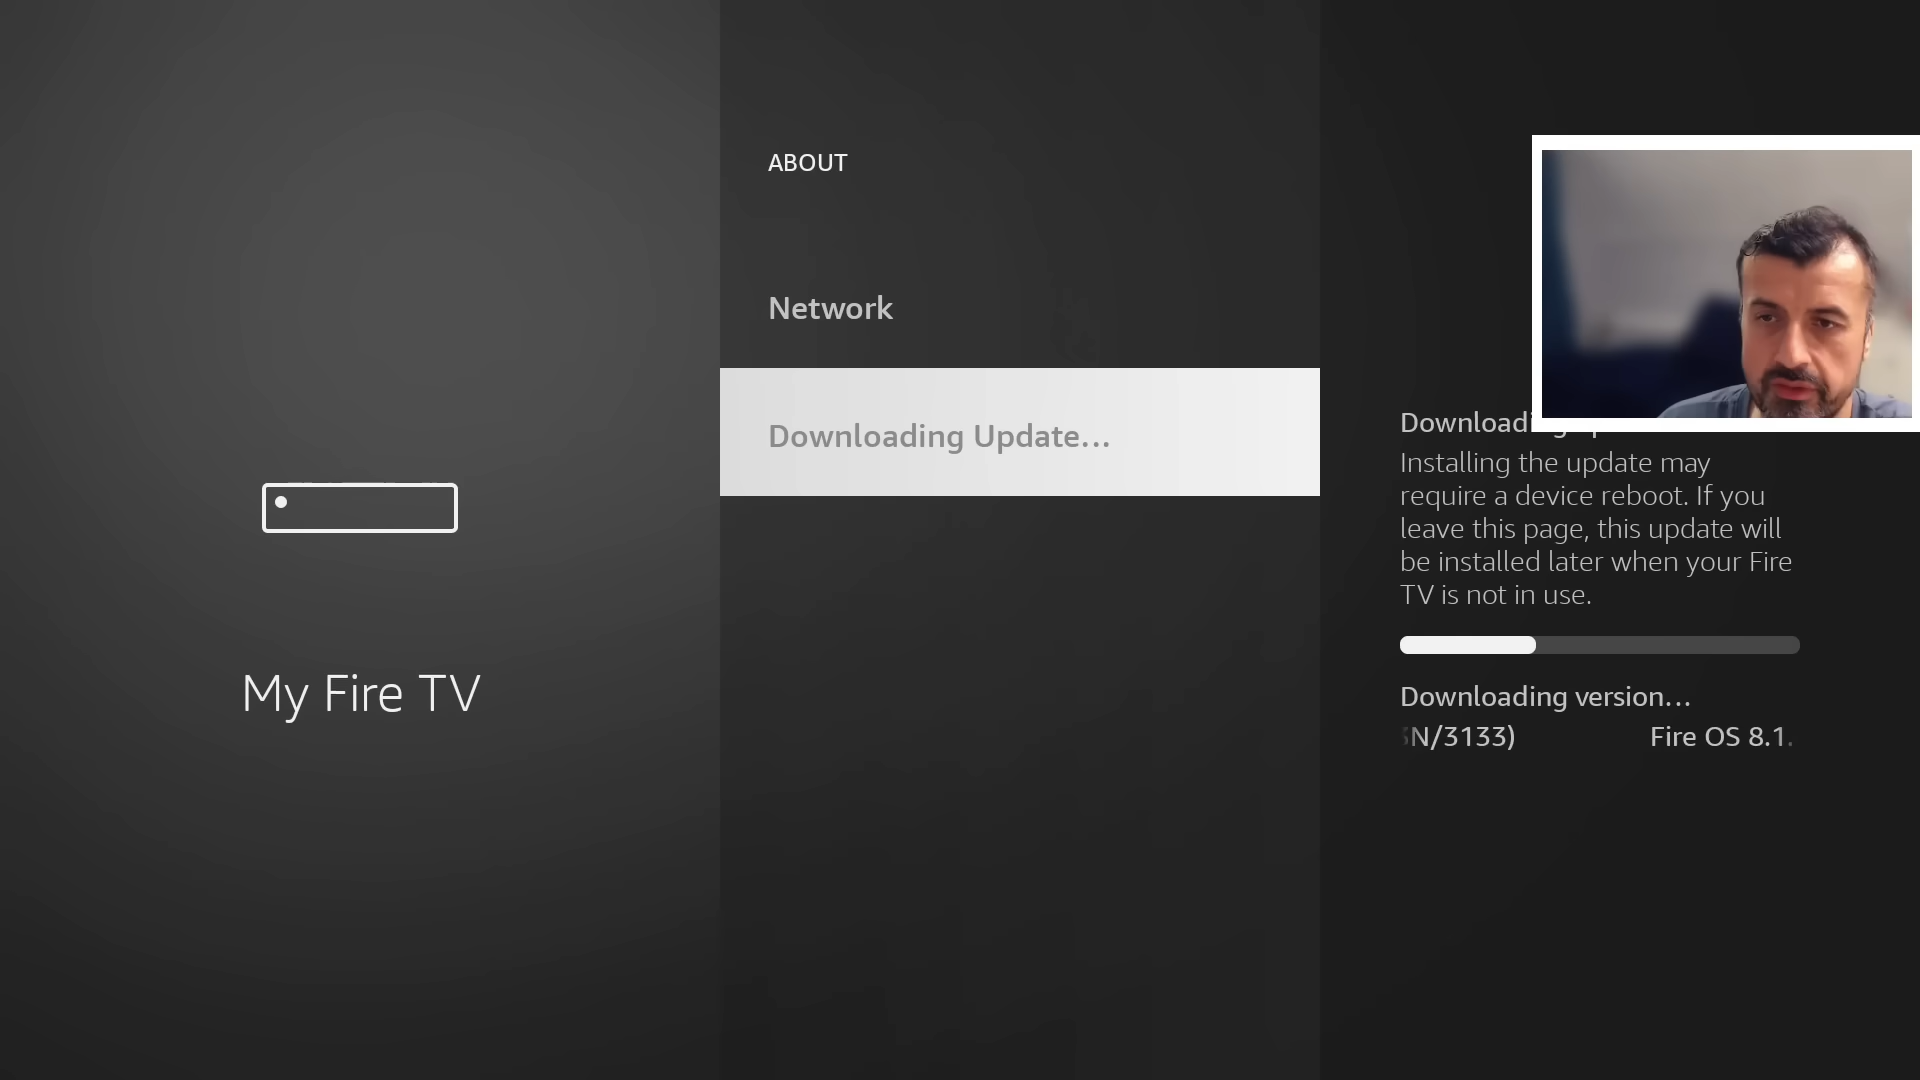 My Fire TV
ABOUT
Network
Downloading Update...
Installing the update may
require a device reboot. If you
leave this page, this update will
be installed later when your Fire
TV is not in use.
Downloading version...
N/3133) Fire OS 8.1.